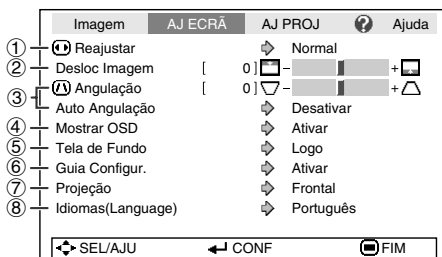 Imagem AJ ECRÃ AJ PROJ ? Ajuda
① Reajustar Normal
② Desloc Imagem [ 0 ] − +
③ Angulação [ 0 ] − +
Auto Angulação Desativar
④ Mostrar OSD Ativar
⑤ Tela de Fundo Logo
⑥ Guia Configur. Ativar
⑦ Projeção Frontal
⑧ Idiomas(Language) Português
SEL/AJU CONF FIM